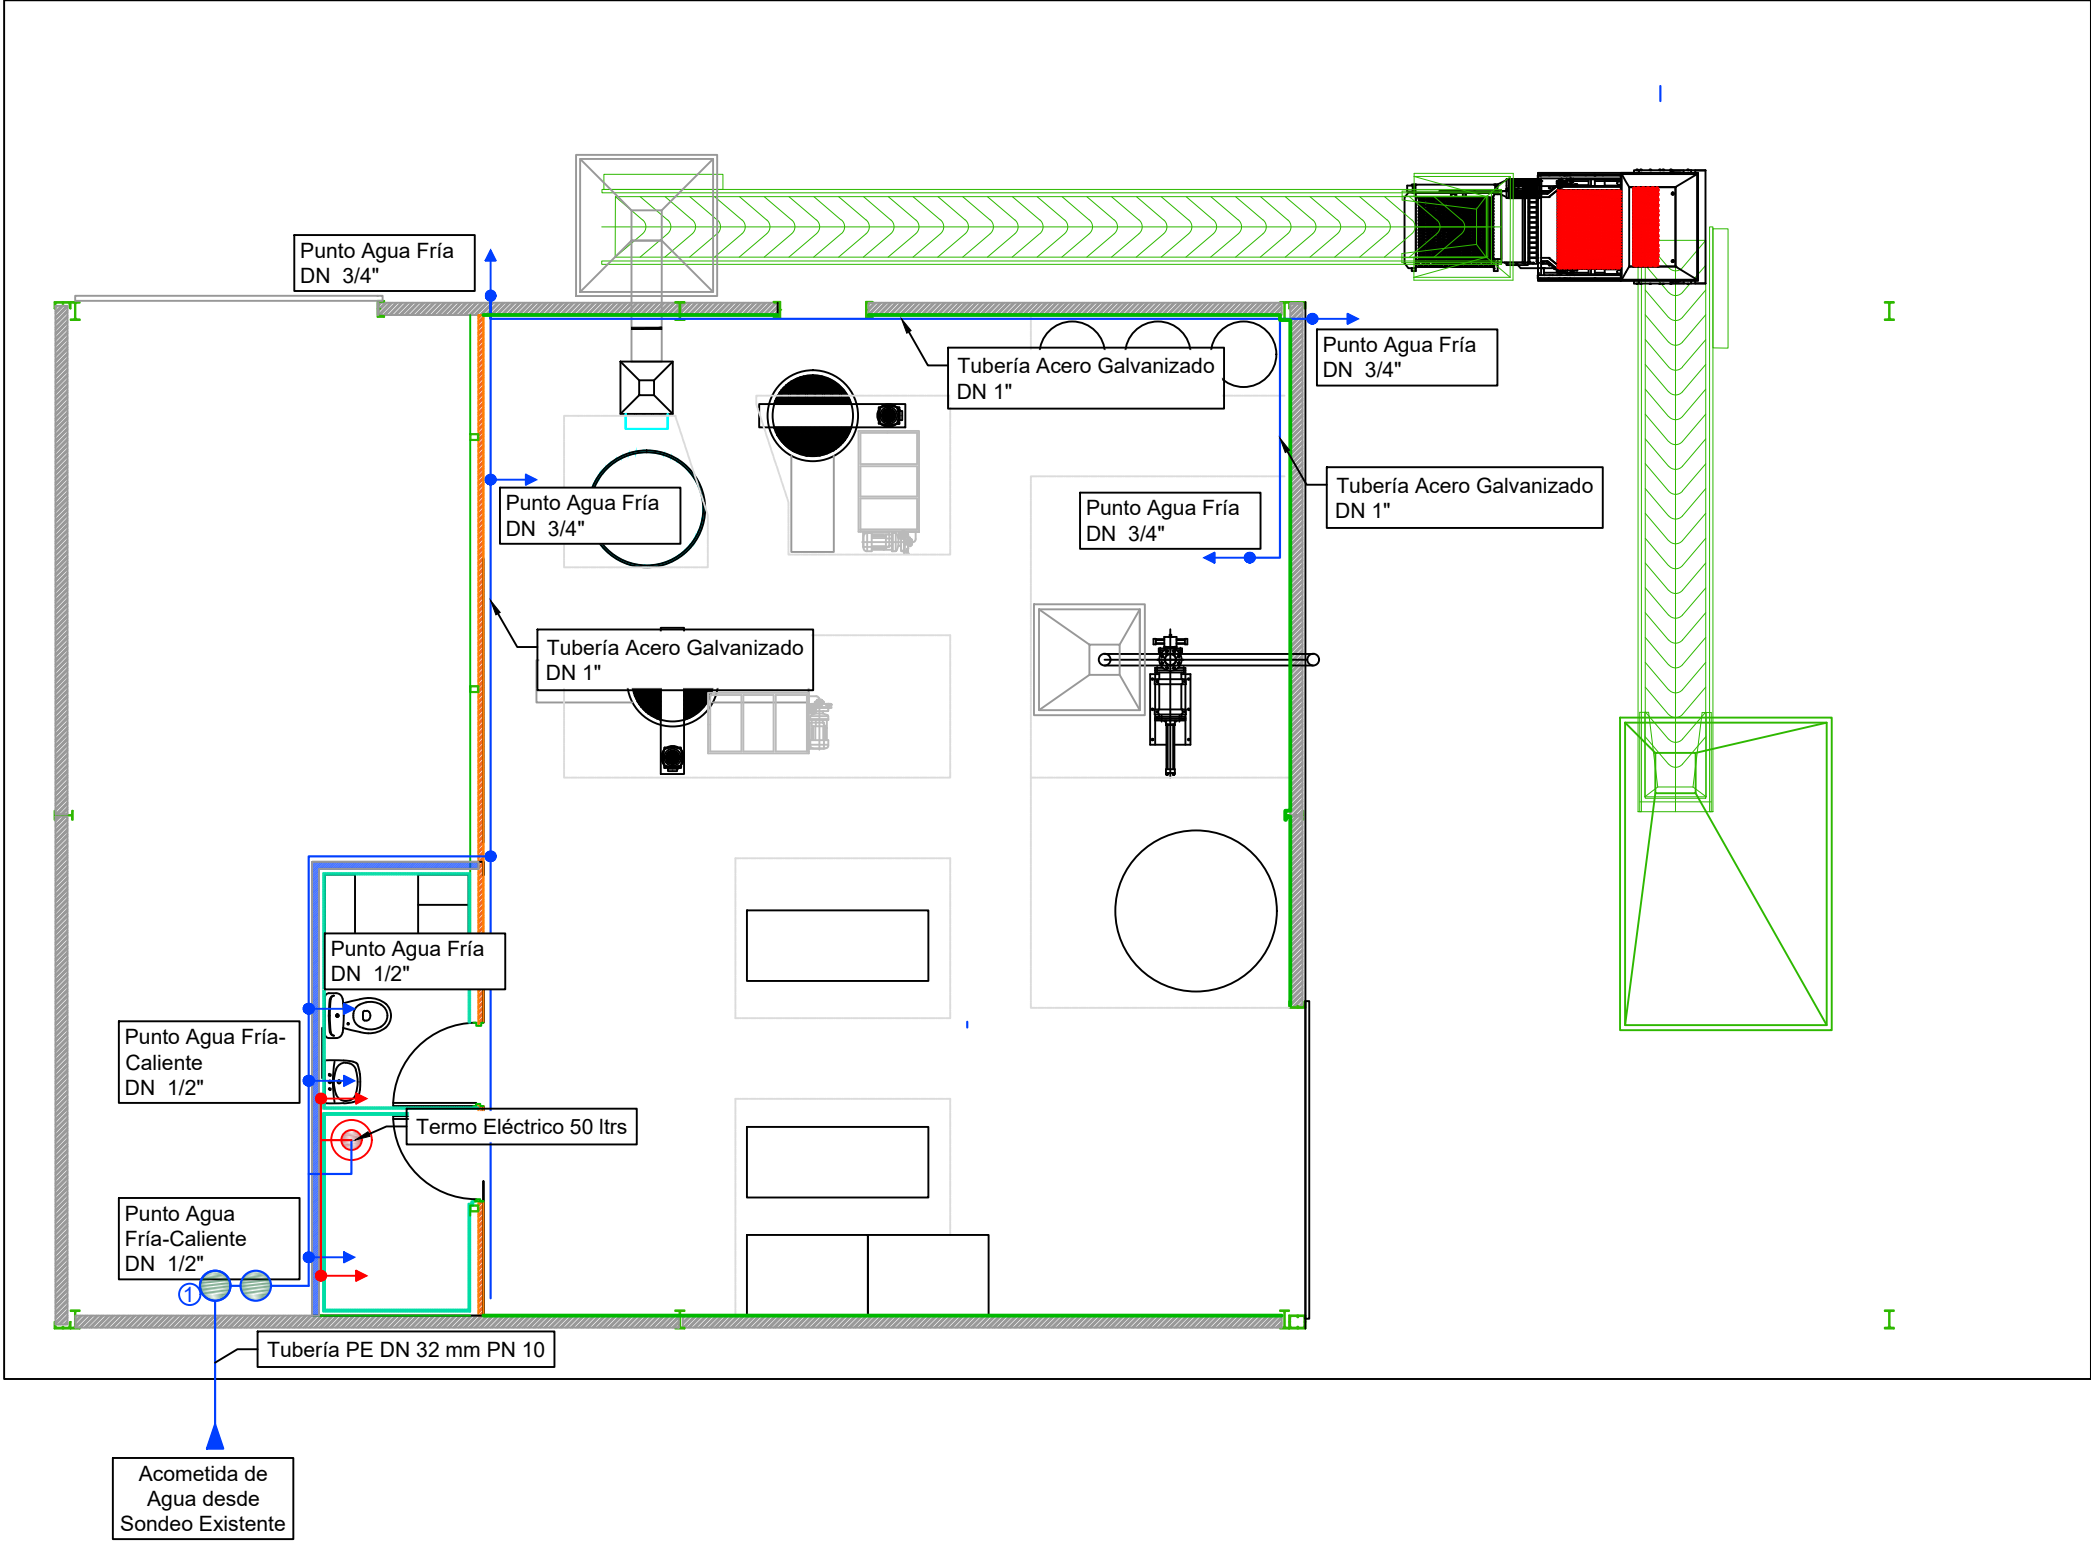 Punto Agua Fría
DN 3/4"
Punto Agua Fría
DN 3/4"
Tubería Acero Galvanizado
DN 1"
Tubería Acero Galvanizado
DN 1"
Punto Agua Fría
DN 3/4"
Punto Agua Fría
DN 3/4"
Tubería Acero Galvanizado
DN 1"
Punto Agua Fría
DN 1/2"
Punto Agua Fría-
Caliente
DN 1/2"
Termo Eléctrico 50 ltrs
Punto Agua
Fría-Caliente
DN 1/2"
1
Tubería PE DN 32 mm PN 10
Acometida de
Agua desde
Sondeo Existente